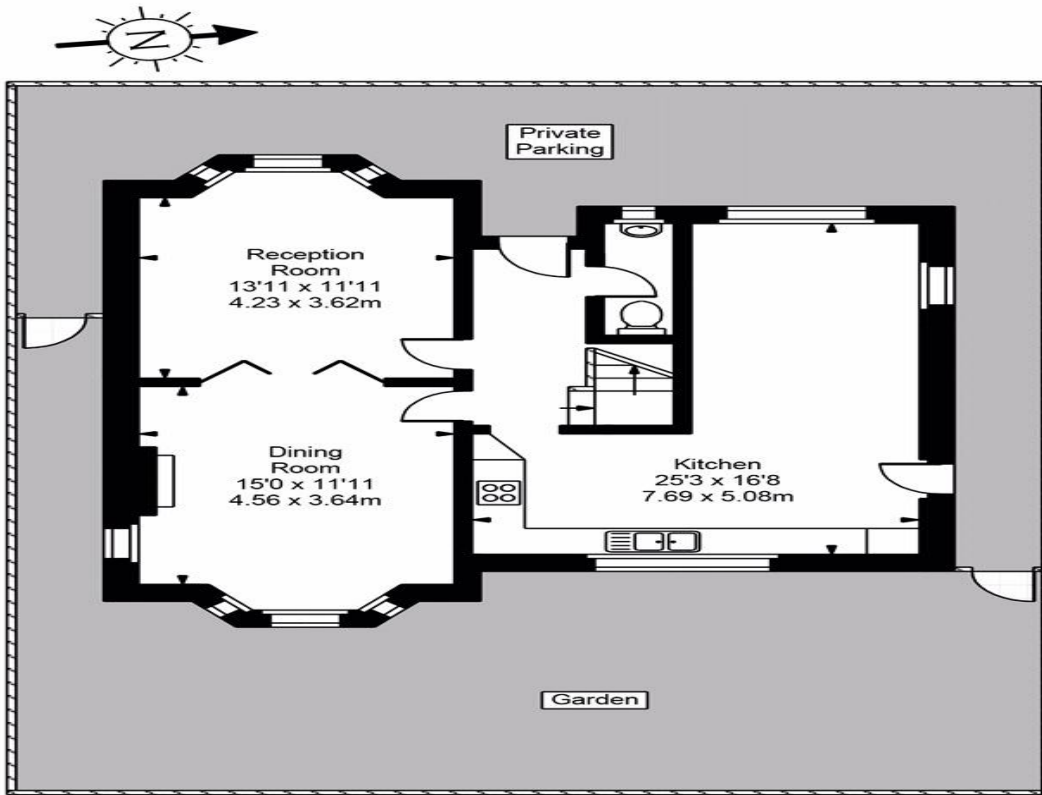 N
Private
Parking
Reception
Room
13'11 x 11'11
4.23 x 3.62m
Dining
Room
15'0 x 11'11
4.56 x 3.64m
Kitchen
25'3 x 16'8
7.69 x 5.08m
Garden